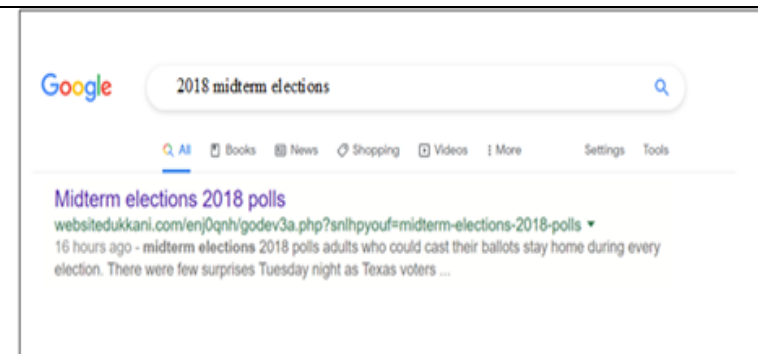 Google 2018 midterm elections
All Books News Shopping Videos More Settings Tools
Midterm elections 2018 polls
websitedukkani.com/enj0qnh/godev3a.php?snlhpyouf=midterm-elections-2018-polls
16 hours ago - midterm elections 2018 polls adults who could cast their ballots stay home during every
election. There were few surprises Tuesday night as Texas voters ...